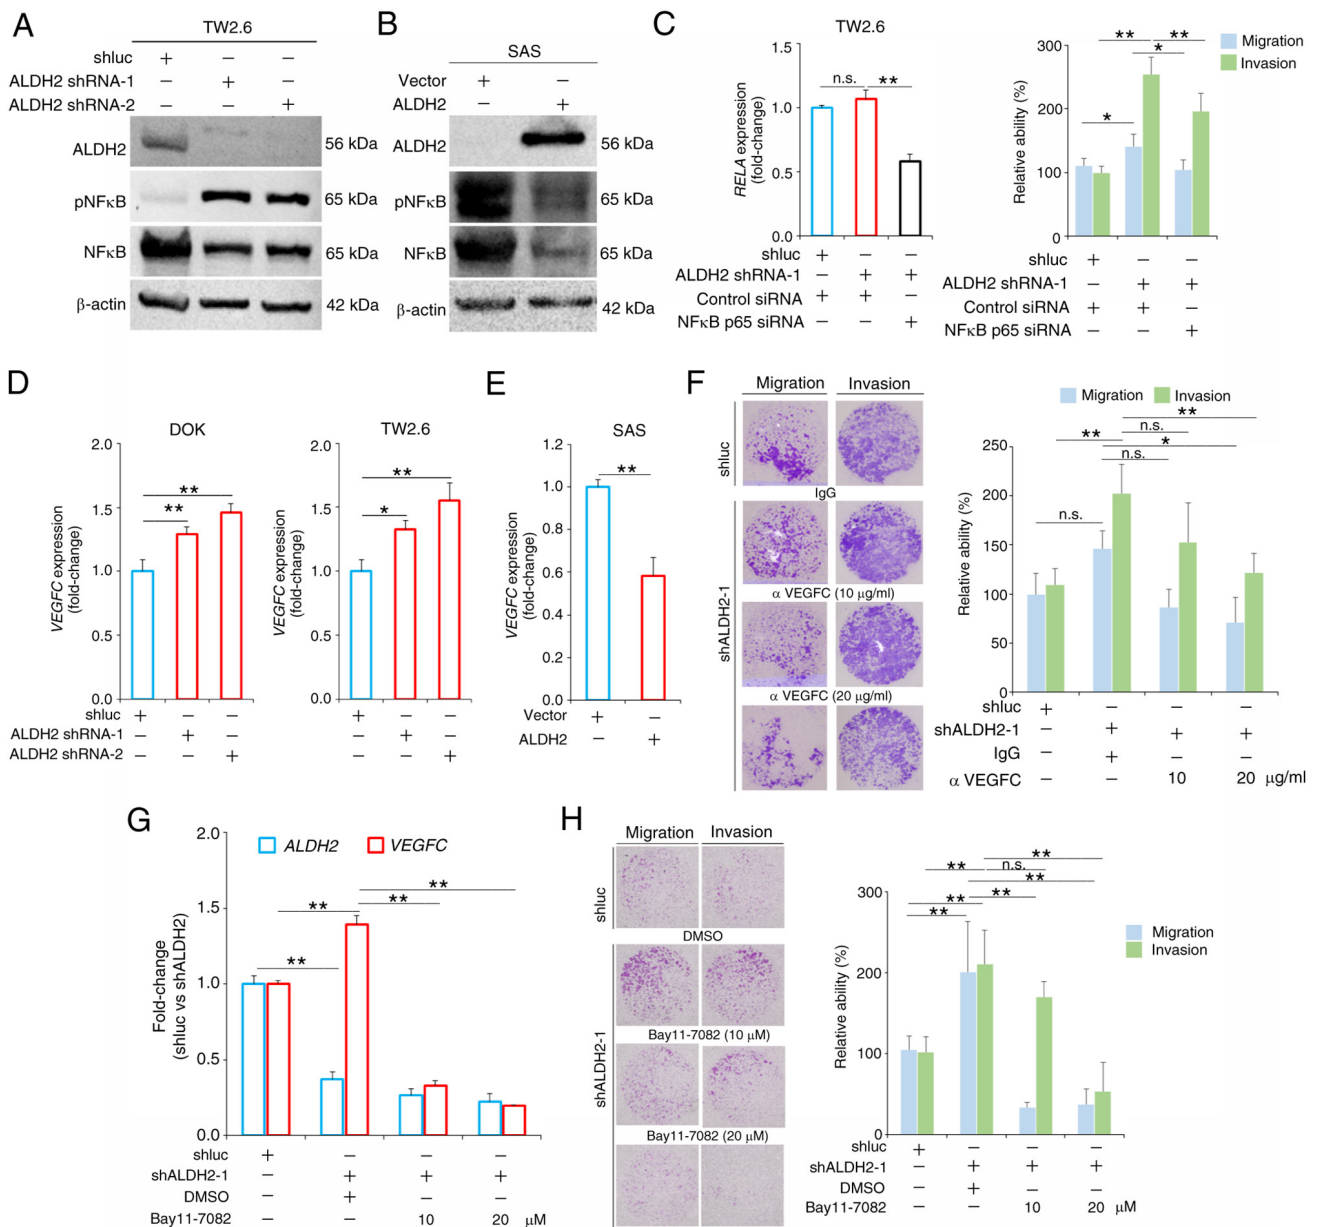 A
TW2.6
shluc + – –
ALDH2 shRNA-1 – + –
ALDH2 shRNA-2 – – +
ALDH2 56 kDa
pNFκB 65 kDa
NFκB 65 kDa
β-actin 42 kDa
B
SAS
Vector + –
ALDH2 – +
ALDH2 56 kDa
pNFκB 65 kDa
NFκB 65 kDa
β-actin 42 kDa
C
TW2.6
RELA expression
(fold-change)
1.5
1.0
0.5
0.0
n.s. **
shluc + – –
ALDH2 shRNA-1 – + +
Control siRNA + + –
NFκB p65 siRNA – – +
Migration
Invasion
Relative ability (%)
300
200
100
0
** **
*
*
shluc + – –
ALDH2 shRNA-1 – + +
Control siRNA + + –
NFκB p65 siRNA – – +
D
DOK
VEGFC expression
(fold-change)
2.0
1.5
1.0
0.5
0.0
**
**
shluc + – –
ALDH2 shRNA-1 – + –
ALDH2 shRNA-2 – – +
TW2.6
VEGFC expression
(fold-change)
2.0
1.5
1.0
0.5
0.0
**
*
+ – –
– + –
– – +
E
SAS
VEGFC expression
(fold-change)
1.2
1.0
0.8
0.6
0.4
0.2
0.0
**
Vector + –
ALDH2 – +
F
Migration Invasion
shluc
IgG
shALDH2-1
α VEGFC (10 μg/ml)
α VEGFC (20 μg/ml)
Migration Invasion
Relative ability (%)
250
200
150
100
50
0
**
n.s.
** *
n.s.
n.s.
shluc + – – –
shALDH2-1 – + + +
IgG – + – –
α VEGFC – – 10 20 μg/ml
G
ALDH2 VEGFC
Fold-change
(shluc vs shALDH2)
2.0
1.5
1.0
0.5
0.0
**
** **
**
shluc + – – –
shALDH2-1 – + + +
DMSO – + – –
Bay11-7082 – – 10 20 μM
H
Migration Invasion
shluc
DMSO
shALDH2-1
Bay11-7082 (10 μM)
Bay11-7082 (20 μM)
Migration
Invasion
Relative ability (%)
300
200
100
0
**
** n.s.
**
** **
**
shluc + – – –
shALDH2-1 – + + +
DMSO – + – –
Bay11-7082 – – 10 20 μM